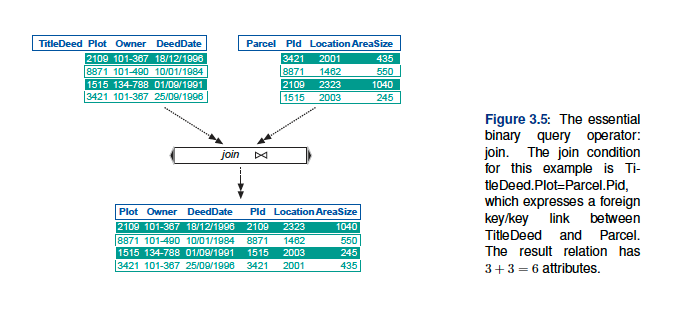 TitleDeed Plot Owner DeedDate
2109 101-367 18/12/1996
8871 101-490 10/01/1984
1515 134-788 01/09/1991
3421 101-367 25/09/1996
Parcel PId Location AreaSize
3421 2001 435
8871 1462 550
2109 2323 1040
1515 2003 245
join ⋈
Plot Owner DeedDate PId Location AreaSize
2109 101-367 18/12/1996 2109 2323 1040
8871 101-490 10/01/1984 8871 1462 550
1515 134-788 01/09/1991 1515 2003 245
3421 101-367 25/09/1996 3421 2001 435
Figure 3.5: The essential
binary query operator:
join. The join condition
for this example is Ti-
tleDeed.Plot=Parcel.Pid,
which expresses a foreign
key/key link between
TitleDeed and Parcel.
The result relation has
3 + 3 = 6 attributes.